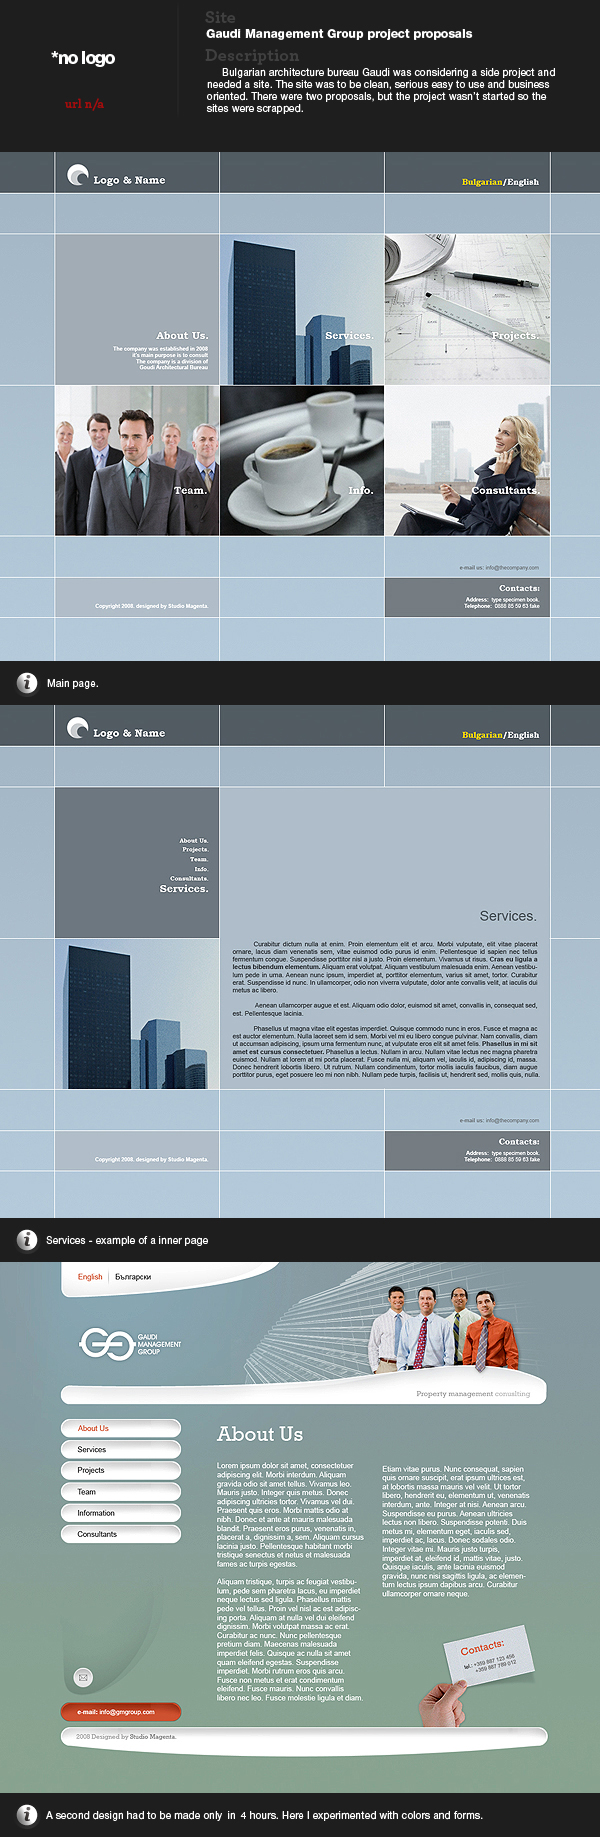 Site
Gaudi Management Group project proposals
*no logo
Description
Bulgarian architecture bureau Gaudi was considering a side project and
needed a site. The site was to be clean, serious easy to use and business
oriented. There were two proposals, but the project wasn't started so the
sites were scrapped.
url n/a
Logo & Name
Bulgarian/English
About Us.
The company was established in 2008
it's main purpose is to consult
The company is a division of
Goudi Architectural Bureau
Services.
Projects.
Team.
Info.
Consultants.
e-mail us: info@thecompany.com
Contacts:
Address: type specimen book.
Telephone: 0888 85 59 63 fake
Copyright 2008. designed by Studio Magenta.
Main page.
Logo & Name
Bulgarian/English
About Us.
Projects.
Team.
Info.
Consultants.
Services.
Services.
Curabitur dictum nulla at enim. Proin elementum elit et arcu. Morbi vulputate, elit vitae placerat
ornare, lacus diam venenatis sem, vitae euismod odio purus id enim. Pellentesque id sapien nec tellus
fermentum congue. Suspendisse porttitor nisl a justo. Proin elementum. Vivamus ut risus. Cras eu ligula a
lectus bibendum elementum. Aliquam erat volutpat. Aliquam vestibulum malesuada enim. Aenean vestibu-
lum pede in urna. Aenean nunc ipsum, imperdiet at, porttitor elementum, varius sit amet, tortor. Curabitur
erat. Suspendisse id nunc. In ullamcorper, odio non viverra vulputate, dolor ante convallis velit, at iaculis dui
metus ac libero.
Aenean ullamcorper augue et est. Aliquam odio dolor, euismod sit amet, convallis in, consequat sed,
est. Pellentesque lacinia.
Phasellus ut magna vitae elit egestas imperdiet. Quisque commodo nunc in eros. Fusce et magna ac
est auctor elementum. Nulla laoreet sem id sem. Morbi vel mi eu libero congue pulvinar. Nam convallis, diam
ut accumsan adipiscing, ipsum urna fermentum nunc, at vulputate eros elit sit amet felis. Phasellus in mi sit
amet est cursus consectetuer. Phasellus a lectus. Nullam in arcu. Nullam vitae lectus nec magna pharetra
euismod. Nullam at lorem at mi porta placerat. Fusce nulla mi, aliquam vel, iaculis id, adipiscing id, massa.
Donec hendrerit lobortis libero. Ut rutrum. Nullam condimentum, tortor mollis iaculis faucibus, diam augue
porttitor purus, eget posuere leo mi non nibh. Nullam pede turpis, facilisis ut, hendrerit sed, mollis quis, nulla.
e-mail us: info@thecompany.com
Contacts:
Address: type specimen book.
Telephone: 0888 85 59 63 fake
Copyright 2008. designed by Studio Magenta.
Services - example of a inner page
English
Български
GAUDI
MANAGEMENT
GROUP
Property management consulting
About Us
Services
Projects
Team
Information
Consultants
About Us
Lorem ipsum dolor sit amet, consectetuer
adipiscing elit. Morbi interdum. Aliquam
gravida odio sit amet tellus. Vivamus leo.
Mauris justo. Integer quis metus. Donec
adipiscing ultricies tortor. Vivamus vel dui.
Praesent quis eros. Morbi mattis odio at
nibh. Donec et ante at mauris malesuada
blandit. Praesent eros purus, venenatis in,
placerat a, dignissim a, sem. Aliquam cursus
lacinia justo. Pellentesque habitant morbi
tristique senectus et netus et malesuada
fames ac turpis egestas.
Aliquam tristique, turpis ac feugiat vestibu-
lum, pede sem pharetra lacus, eu imperdiet
neque lectus sed ligula. Phasellus mattis
pede vel tellus. Proin vel nisl ac est adipisc-
ing porta. Aliquam at nulla vel dui eleifend
dignissim. Morbi volutpat massa ac erat.
Curabitur ac nunc. Nunc pellentesque
pretium diam. Maecenas malesuada
imperdiet felis. Quisque ac nulla sit amet
quam eleifend egestas. Suspendisse
imperdiet. Morbi rutrum eros quis arcu.
Fusce non metus et erat condimentum
eleifend. Fusce mauris. Nunc convallis
libero nec leo. Fusce molestie ligula et diam.
Etiam vitae purus. Nunc consequat, sapien
quis ornare suscipit, erat ipsum ultrices est,
at lobortis massa mauris vel velit. Ut tortor
libero, hendrerit eu, elementum ut, venenatis
interdum, ante. Integer at nisi. Aenean arcu.
Suspendisse eu purus. Aenean ultricies
lectus non libero. Suspendisse potenti. Duis
metus mi, elementum eget, iaculis sed,
imperdiet ac, lacus. Donec sodales odio.
Integer vitae mi. Mauris justo turpis,
imperdiet at, eleifend id, mattis vitae, justo.
Quisque iaculis, ante lacinia euismod
gravida, nunc nisi sagittis ligula, ac elemen-
tum lectus ipsum dapibus arcu. Curabitur
ullamcorper ornare neque.
Contacts:
tel.: +359 887 123 456
+359 887 789 012
e-mail: info@gmgroup.com
2008 Designed by Studio Magenta.
A second design had to be made only in 4 hours. Here I experimented with colors and forms.